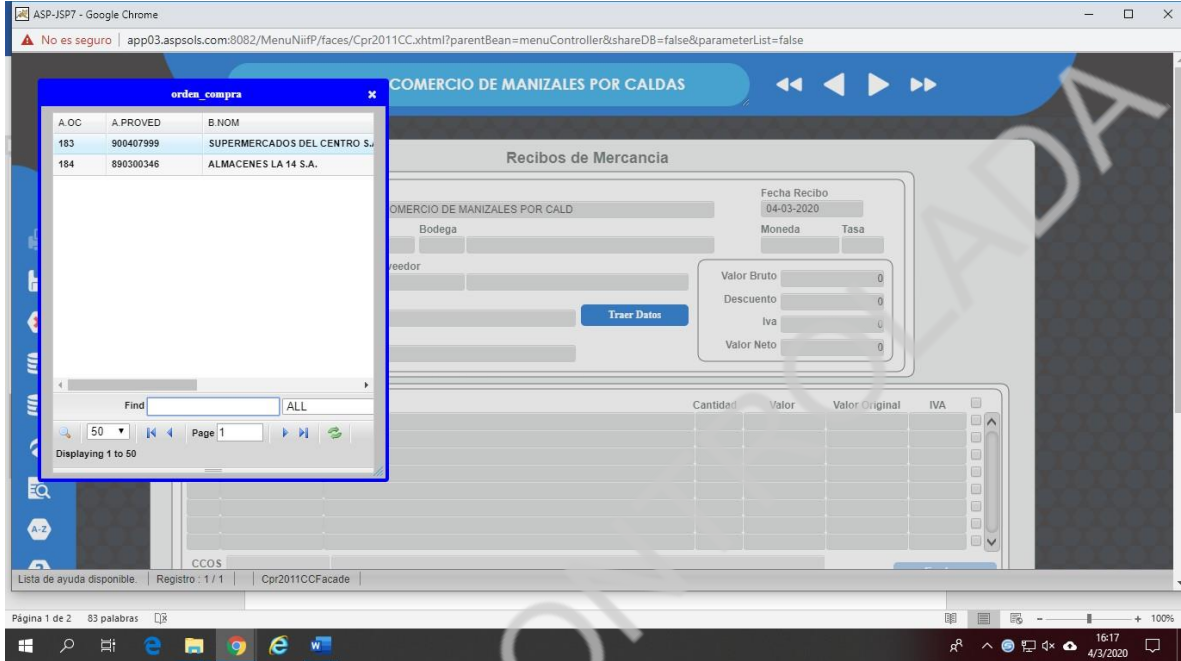 ASP-JSP7 - Google Chrome
No es seguro | app03.aspsols.com:8082/MenuNiifP/faces/Cpr2011CC.xhtml?parentBean=menuController&shareDB=false&parameterList=false
COMERCIO DE MANIZALES POR CALDAS
orden_compra
A.OC A.PROVED B.NOM
183 900407999 SUPERMERCADOS DEL CENTRO S.
184 890300346 ALMACENES LA 14 S.A.
Find ALL
50 Page 1
Displaying 1 to 50
Recibos de Mercancia
Fecha Recibo
OMERCIO DE MANIZALES POR CALD 04-03-2020
Bodega Moneda Tasa
veedor
Valor Bruto 0
Descuento 0
Traer Datos
Iva 0
Valor Neto 0
Cantidad Valor Valor Original IVA
CCOS
A-Z
Lista de ayuda disponible. Registro : 1 / 1 Cpr2011CCFacade
Página 1 de 2 83 palabras 100%
16:17
4/3/2020
ONTROLADA